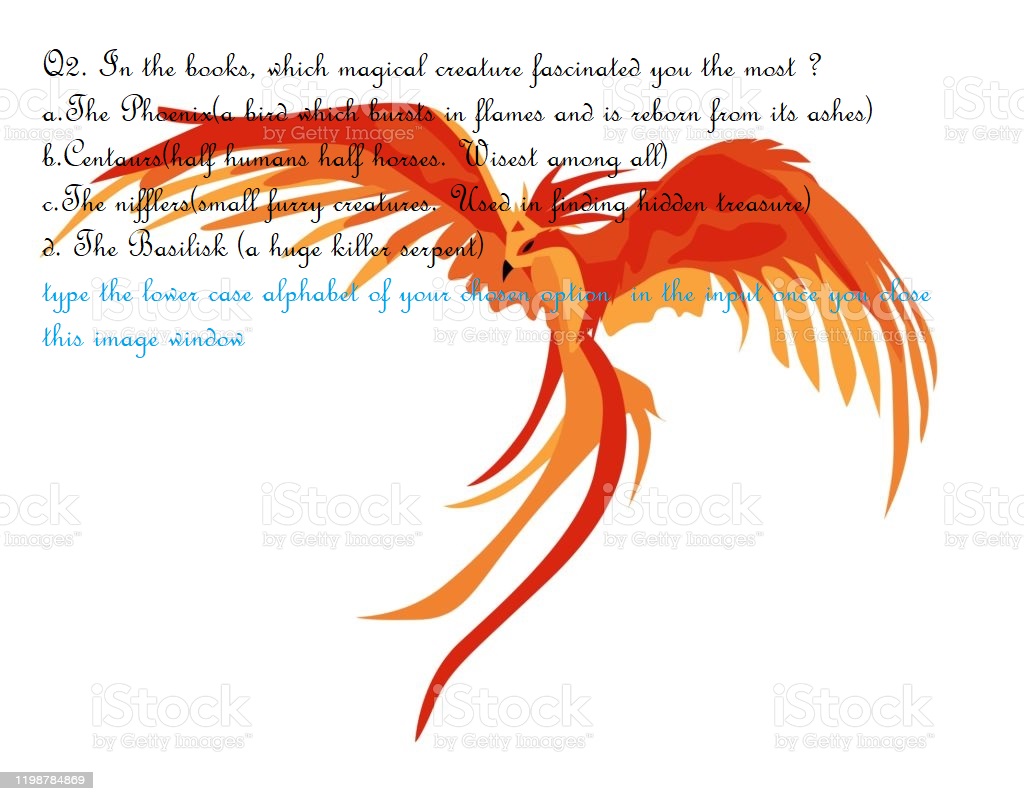 Q2. In the books, which magical creature fascinated you the most ?
a.The Phoenix(a bird which bursts in flames and is reborn from its ashes)
b.Centaurs(half humans half horses. Wisest among all)
c.The nifflers(small furry creatures. Used in finding hidden treasure)
d. The Basilisk (a huge killer serpent)
type the lower case alphabet of your chosen option in the input once you close
this image window
iStock
by Getty Images™
1198784869